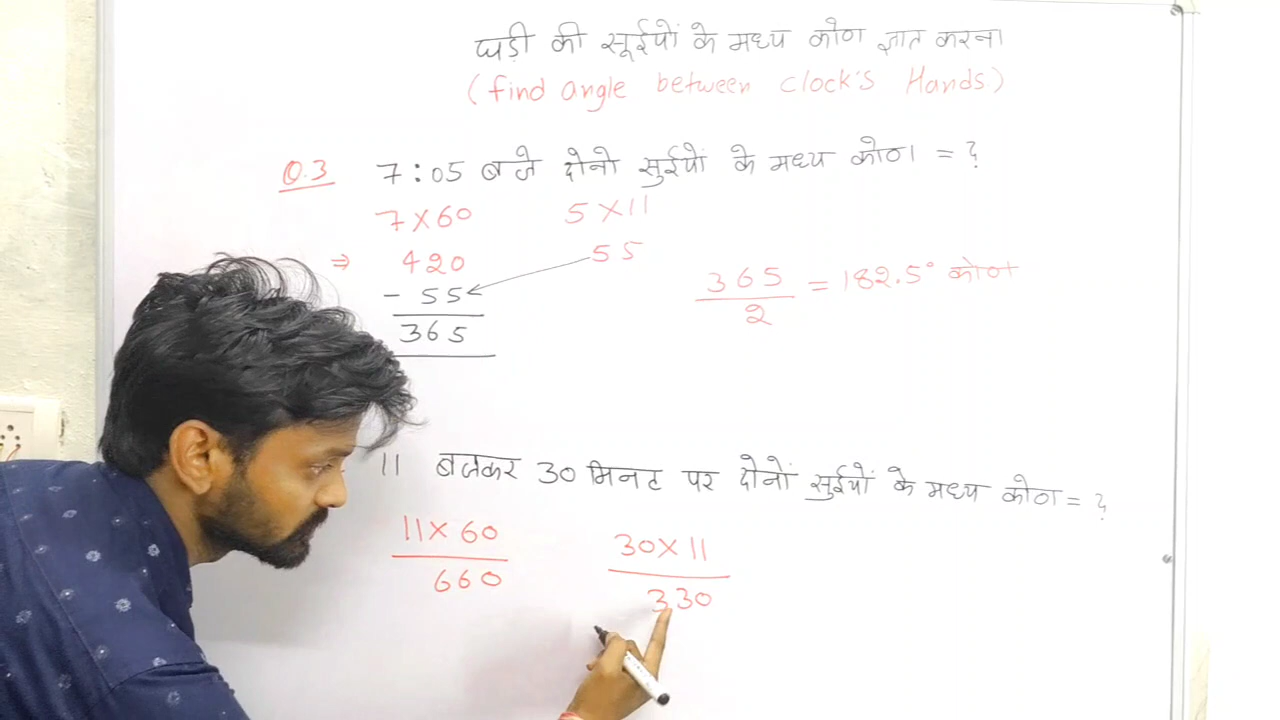 घड़ी की सूईयों के मध्य कोण ज्ञात करना
(find angle between clock's Hands)
Q.3 7:05 बजे दोनो सुईयों के मध्य कोण = ?
7×60 5×11
⇒ 420 55
- 55
365
365/2 = 182.5° कोण
11 बजकर 30 मिनट पर दोनों सुईयों के मध्य कोण = ?
11×60 30×11
660 330